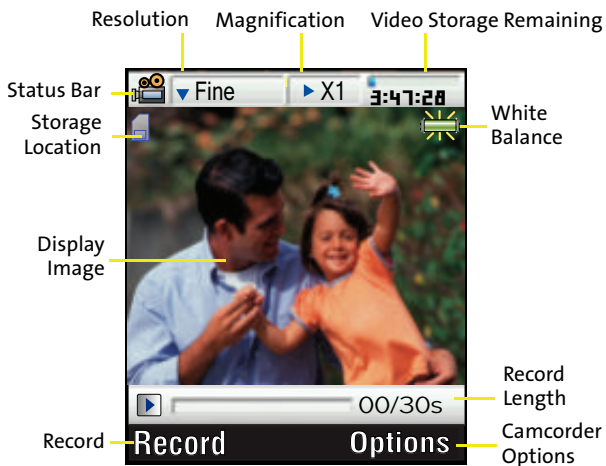 Resolution Magnification Video Storage Remaining
Status Bar
Fine X1 3:47:28
Storage
Location
White
Balance
Display
Image
Record
Length
00/30s
Record
Record Options
Camcorder
Options